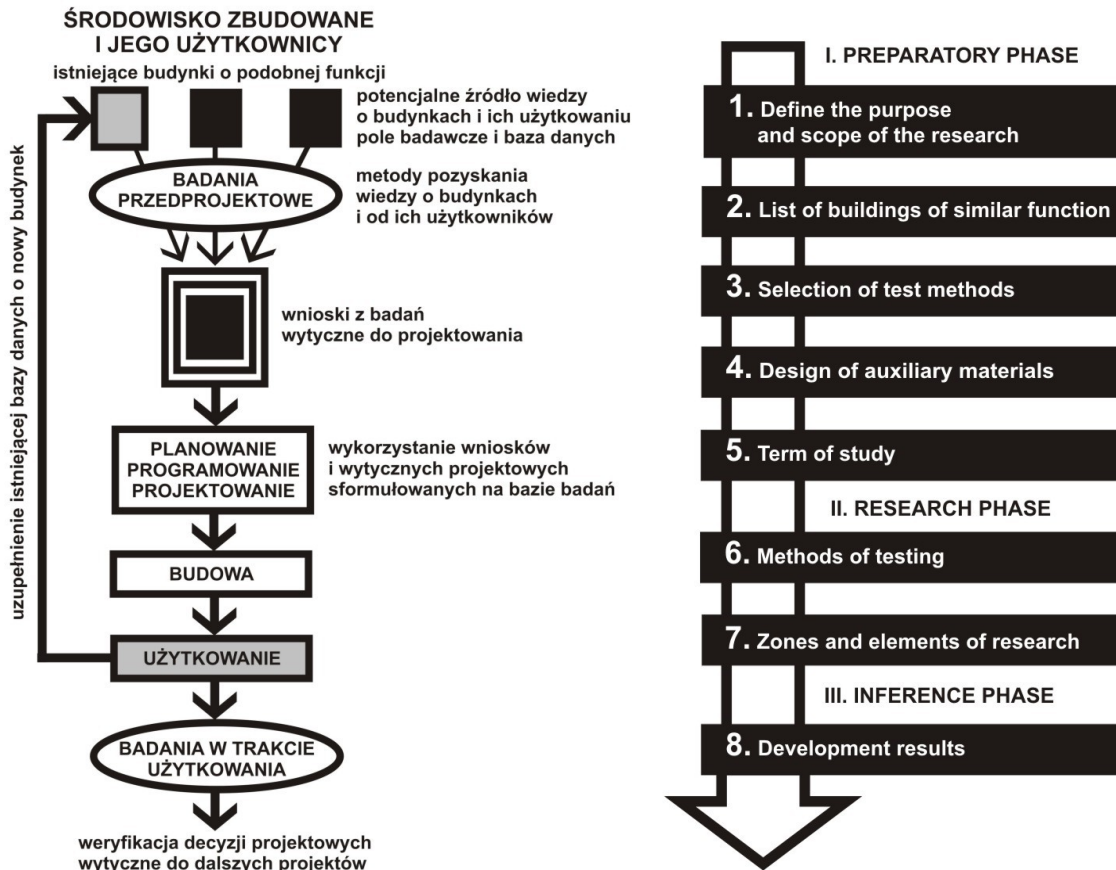 ŚRODOWISKO ZBUDOWANE
I JEGO UŻYTKOWNICY
istniejące budynki o podobnej funkcji
potencjalne źródło wiedzy
o budynkach i ich użytkowaniu
pole badawcze i baza danych
BADANIA
PRZEDPROJEKTOWE
metody pozyskania
wiedzy o budynkach
i od ich użytkowników
wnioski z badań
wytyczne do projektowania
PLANOWANIE
PROGRAMOWANIE
PROJEKTOWANIE
wykorzystanie wniosków
i wytycznych projektowych
sformułowanych na bazie badań
BUDOWA
UŻYTKOWANIE
BADANIA W TRAKCIE
UŻYTKOWANIA
weryfikacja decyzji projektowych
wytyczne do dalszych projektów
uzupełnienie istniejącej bazy danych o nowy budynek
I. PREPARATORY PHASE
1. Define the purpose
and scope of the research
2. List of buildings of similar function
3. Selection of test methods
4. Design of auxiliary materials
5. Term of study
II. RESEARCH PHASE
6. Methods of testing
7. Zones and elements of research
III. INFERENCE PHASE
8. Development results